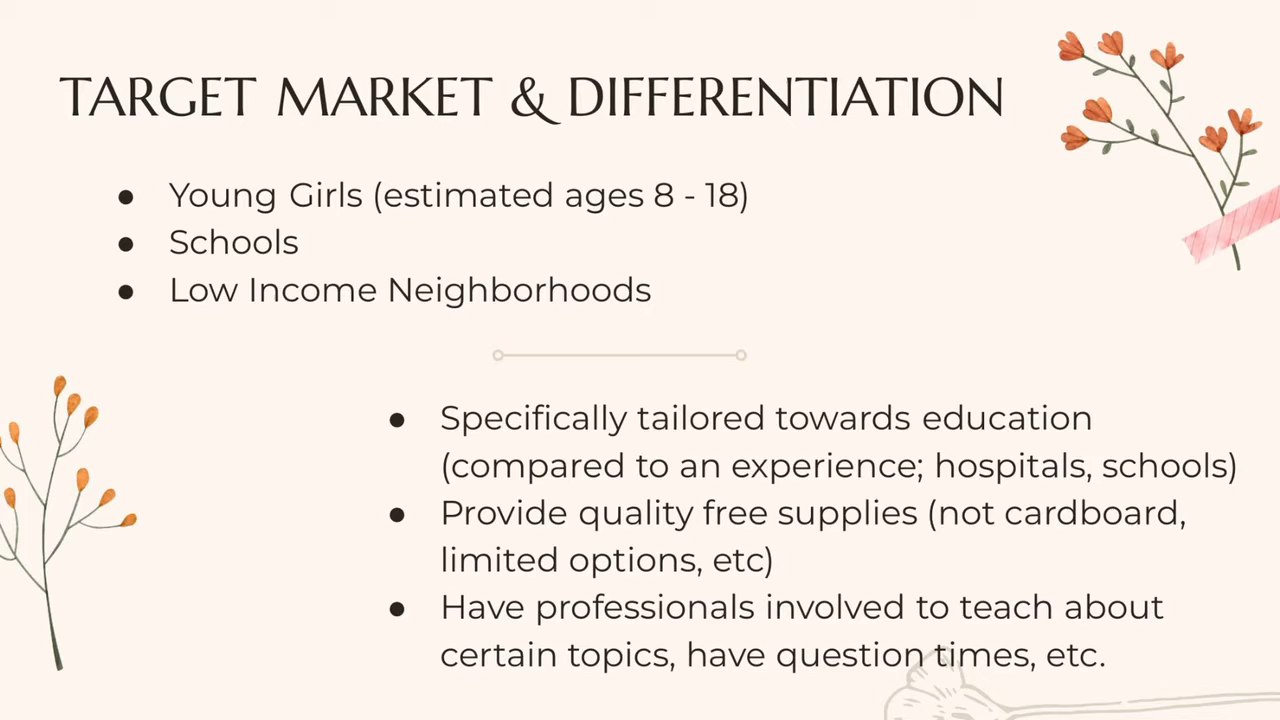 TARGET MARKET & DIFFERENTIATION
● Young Girls (estimated ages 8 - 18)
● Schools
● Low Income Neighborhoods
● Specifically tailored towards education
(compared to an experience; hospitals, schools)
● Provide quality free supplies (not cardboard,
limited options, etc)
● Have professionals involved to teach about
certain topics, have question times, etc.